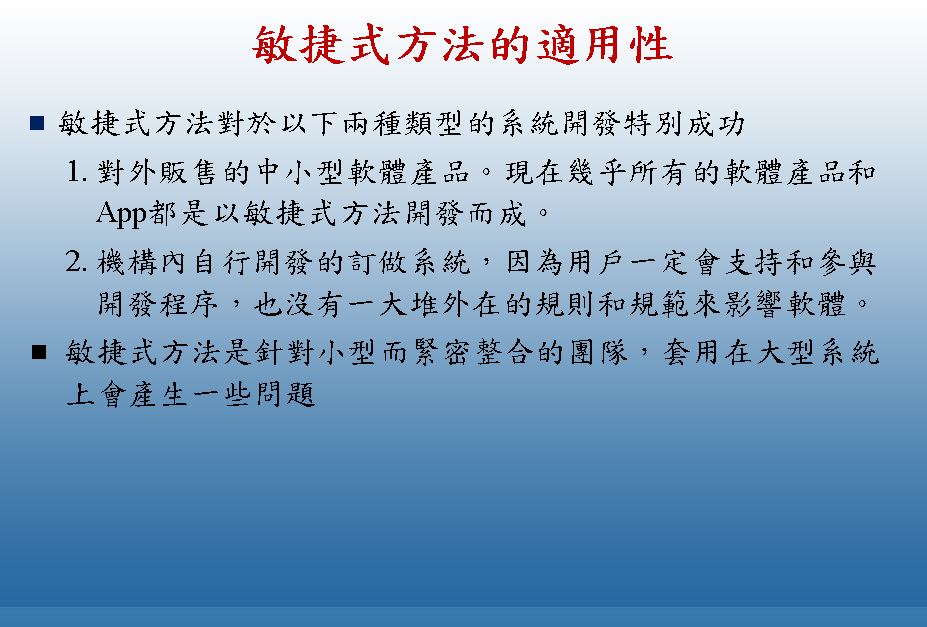 敏捷式方法的適用性
■ 敏捷式方法對於以下兩種類型的系統開發特別成功
1. 對外販售的中小型軟體產品。現在幾乎所有的軟體產品和
App都是以敏捷式方法開發而成。
2. 機構內自行開發的訂做系統，因為用戶一定會支持和參與
開發程序，也沒有一大堆外在的規則和規範來影響軟體。
■ 敏捷式方法是針對小型而緊密整合的團隊，套用在大型系統
上會產生一些問題